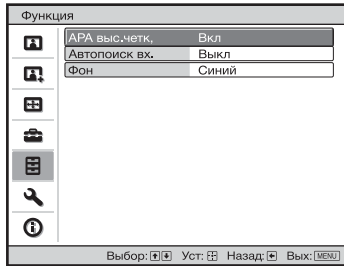 Функция
APA выс.четк, Вкл
Автопоиск вх. Выкл
Фон Синий
Выбор: Уст: Назад: Вых: MENU